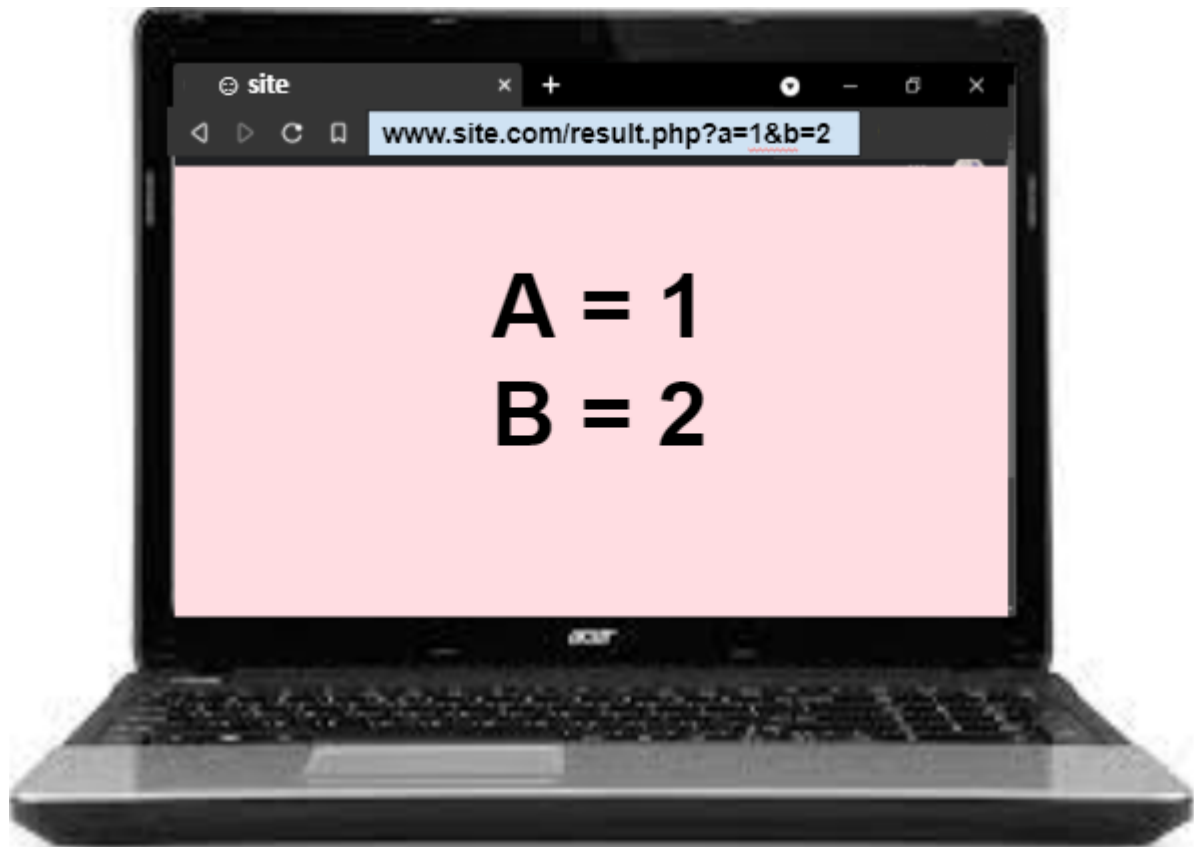 site
www.site.com/result.php?a=1&b=2
A = 1
B = 2
acer